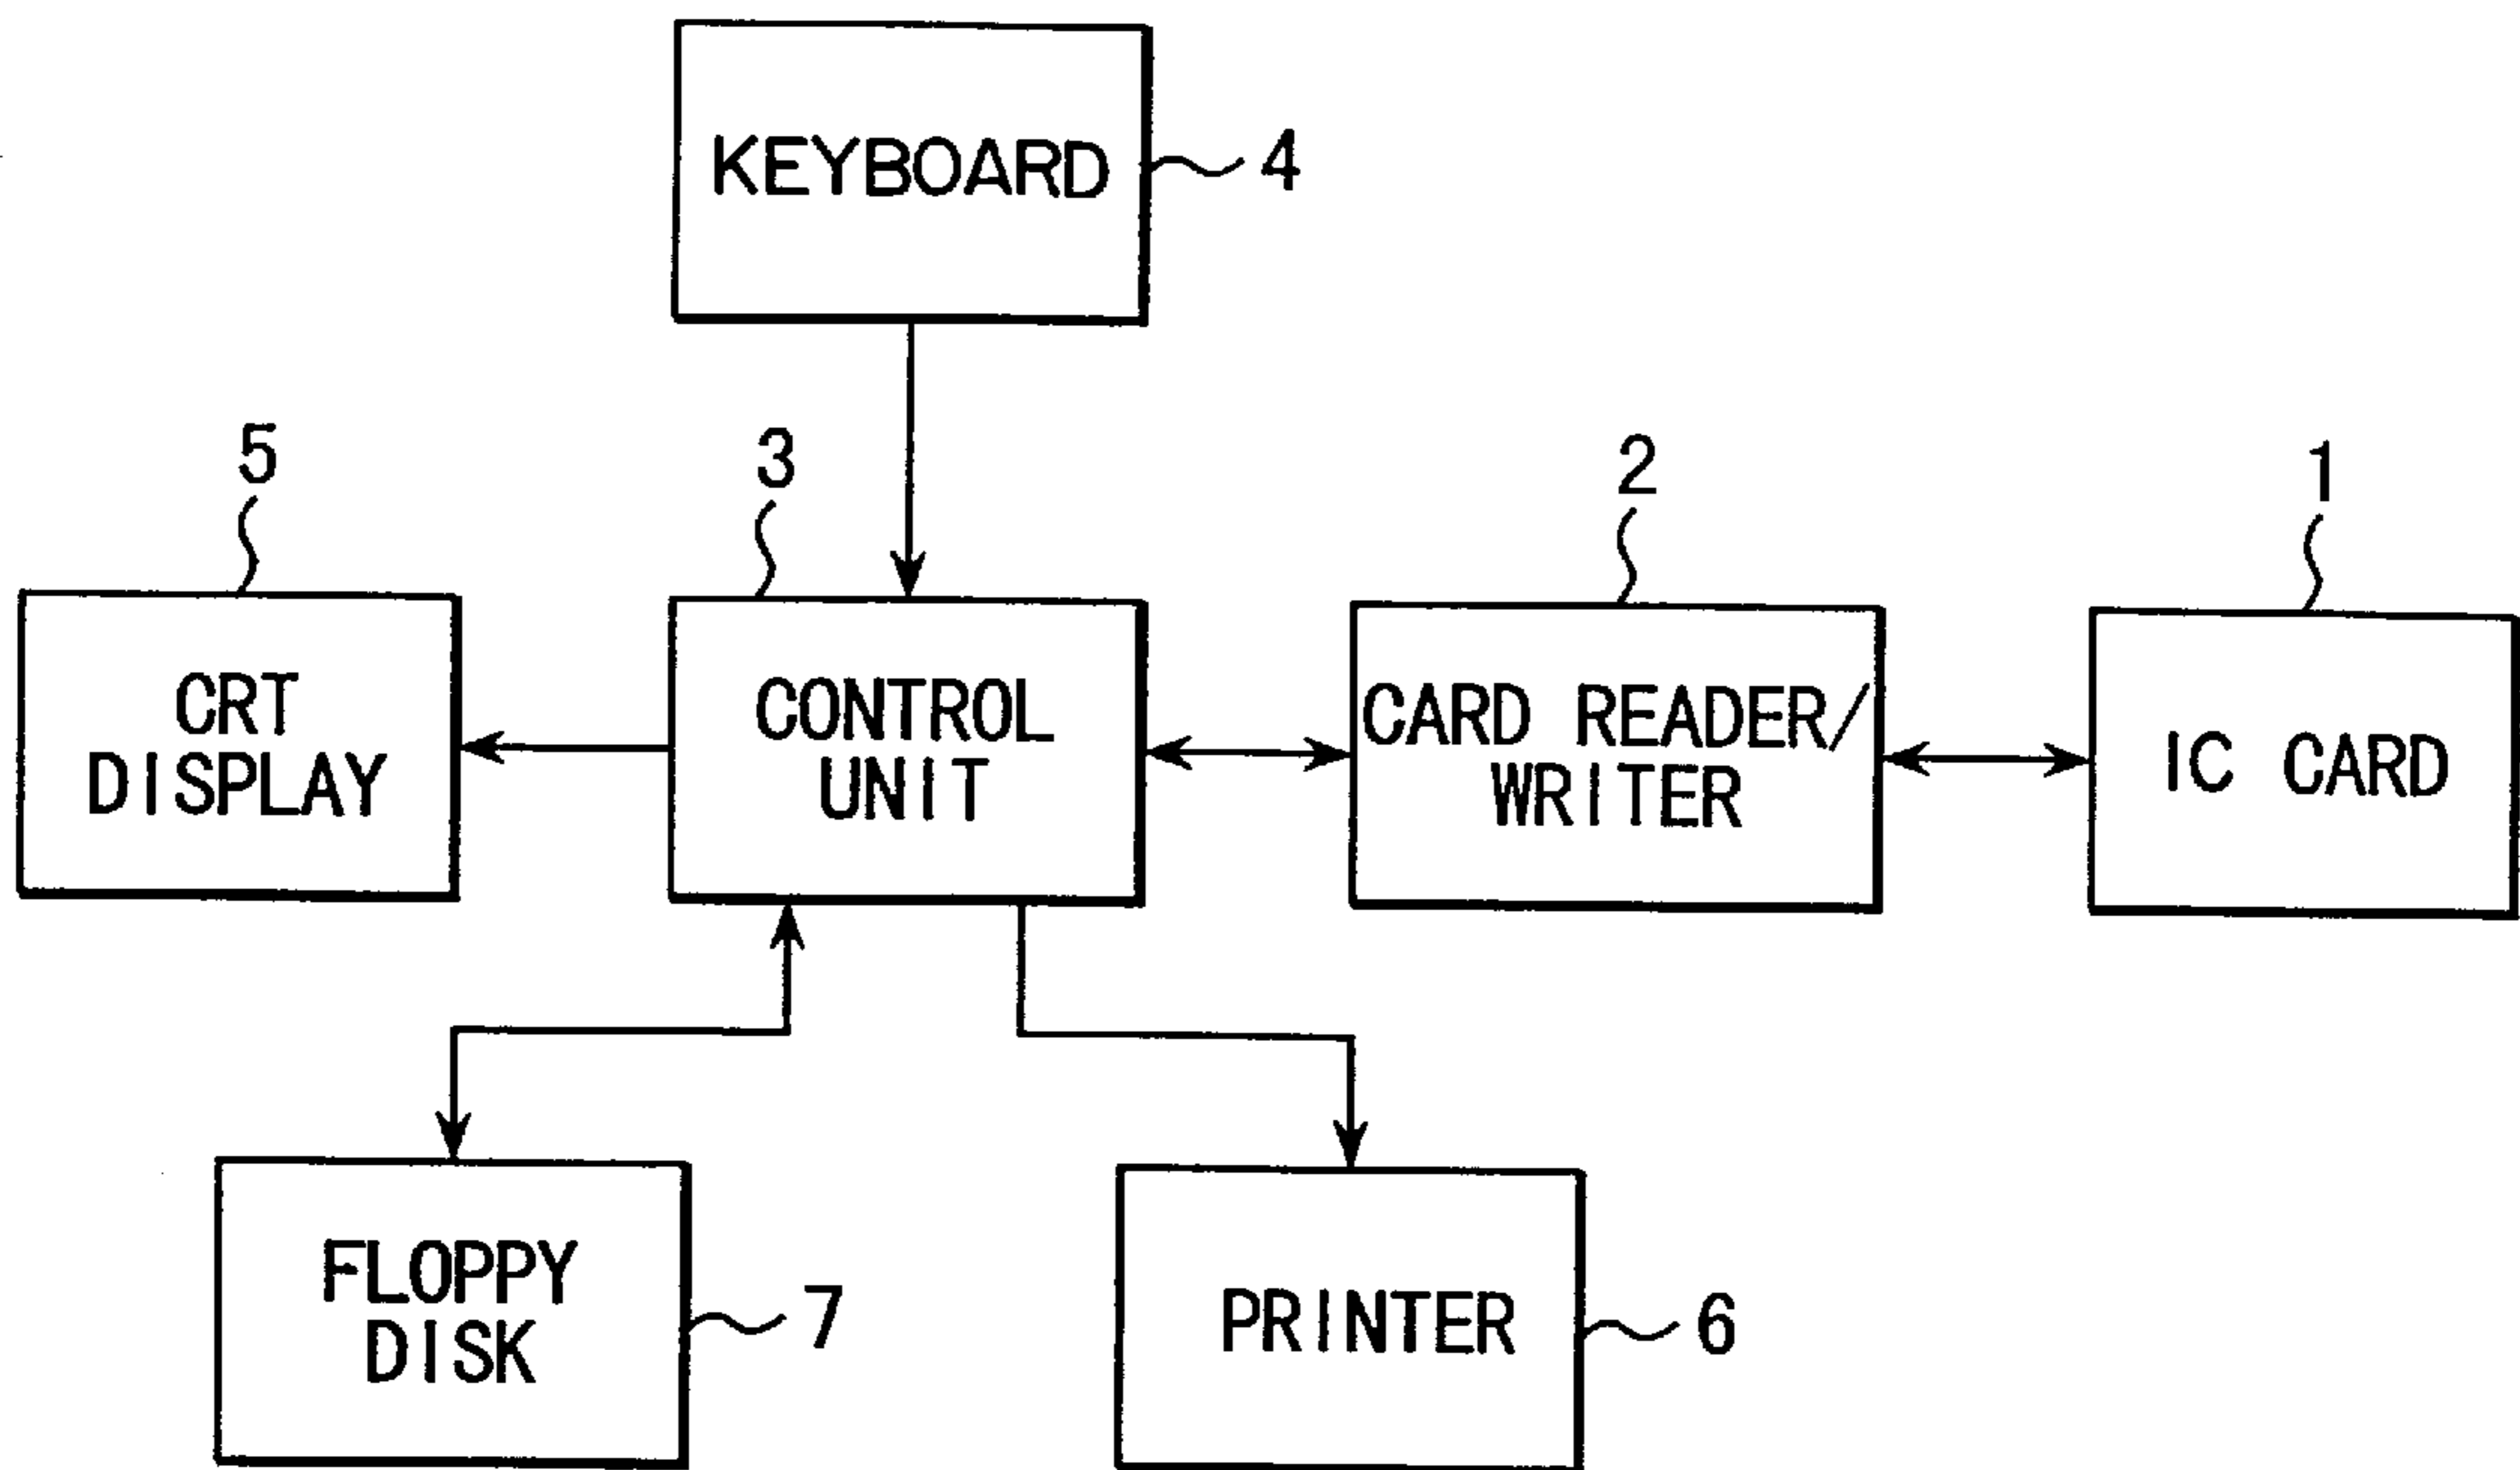 KEYBOARD
4
5
3
2
1
CRT
DISPLAY
CONTROL
UNIT
CARD READER/
WRITER
IC CARD
FLOPPY
DISK
7
PRINTER
6